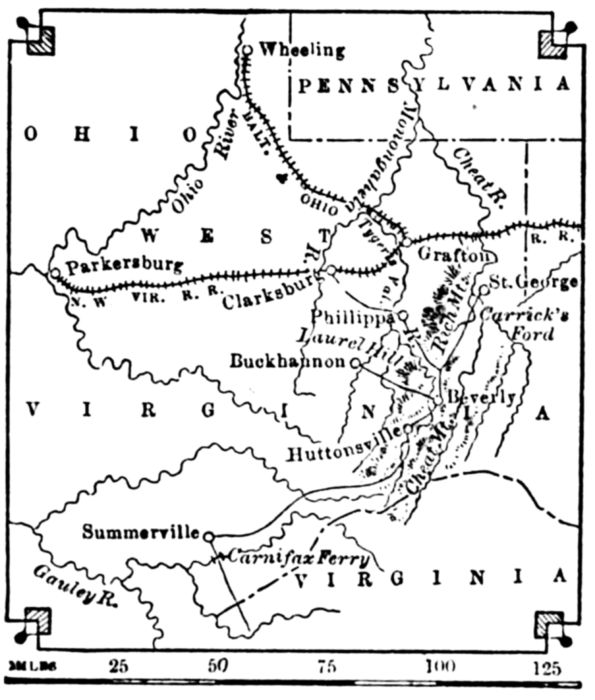 Wheeling
PENNSYLVANIA
OHIO
Ohio River
BALT. & OHIO R. R.
Monongahela R.
Cheat R.
WEST VIRGINIA
Tygart's Val. R.
Parkersburg
Grafton
N. W. VIR. R. R.
Clarksburg
St. George
Rich Mt.
Phillippa
Carrick's Ford
Laurel Hill
Buckhannon
Beverly
Huttonsville
Cheat Mt.
Summerville
Carnifax Ferry
Gauley R.
VIRGINIA
MILES 25 50 75 100 125